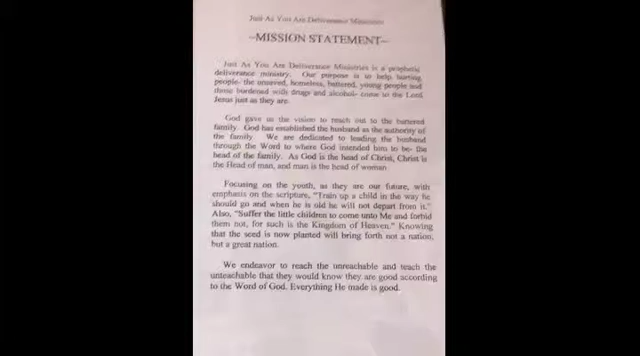 Just As You Are Deliverance Ministries
~MISSION STATEMENT~
Just As You Are Deliverance Ministries is a prophetic
deliverance ministry. Our purpose is to help hurting
people- the unsaved, homeless, battered, young people and
those burdened with drugs and alcohol- come to the Lord
Jesus just as they are.
God gave us the vision to reach out to the battered
family. God has established the husband as the authority of
the family. We are dedicated to leading the husband
through the Word to where God intended him to be- the
head of the family. As God is the head of Christ, Christ is
the Head of man, and man is the head of woman.
Focusing on the youth, as they are our future, with
emphasis on the scripture, "Train up a child in the way he
should go and when he is old he will not depart from it."
Also, "Suffer the little children to come unto Me and forbid
them not, for such is the Kingdom of Heaven." Knowing
that the seed is now planted will bring forth not a nation,
but a great nation.
We endeavor to reach the unreachable and teach the
unteachable that they would know they are good according
to the Word of God. Everything He made is good.